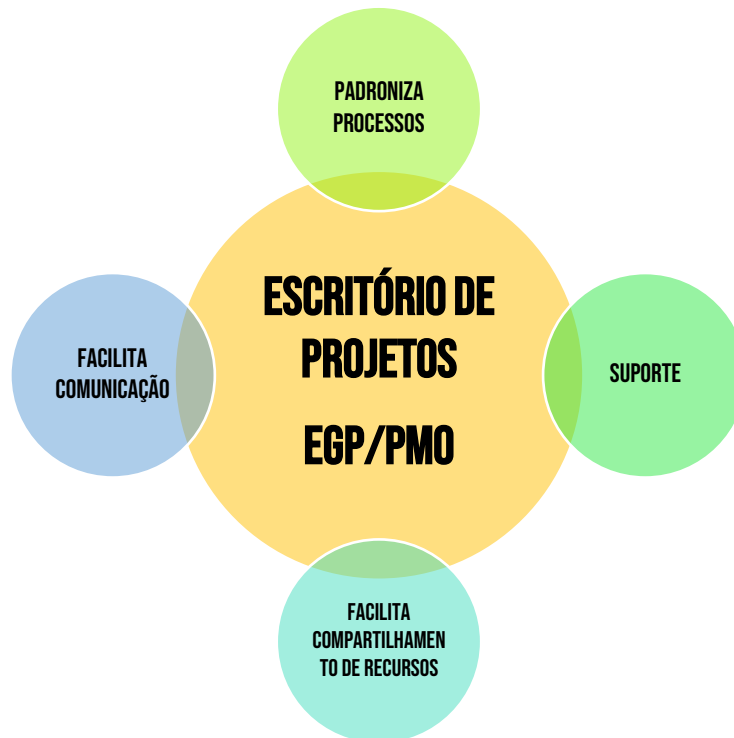 PADRONIZA
PROCESSOS
ESCRITÓRIO DE
PROJETOS
EGP/PMO
FACILITA
COMUNICAÇÃO
SUPORTE
FACILITA
COMPARTILHAMEN
TO DE RECURSOS